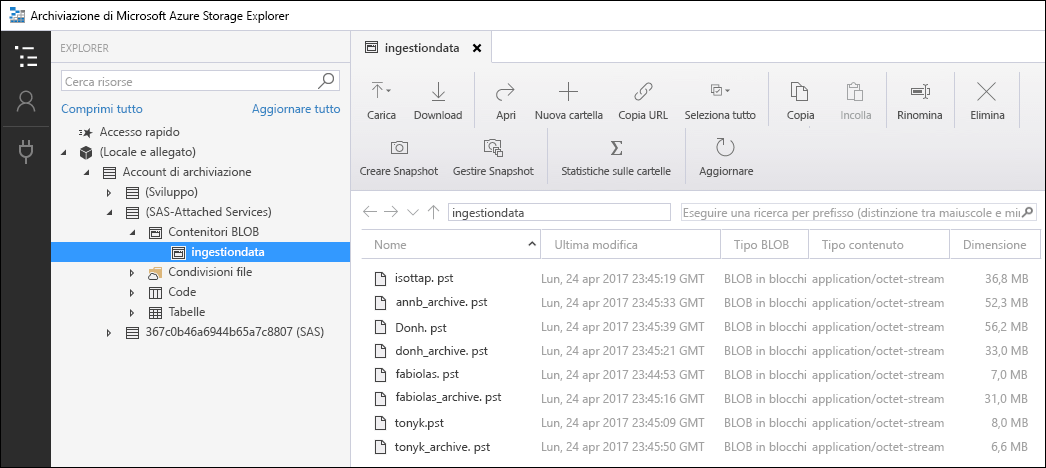 Archiviazione di Microsoft Azure Storage Explorer
EXPLORER
Cerca risorse
Comprimi tutto Aggiornare tutto
Accesso rapido
(Locale e allegato)
Account di archiviazione
(Sviluppo)
(SAS-Attached Services)
Contenitori BLOB
ingestiondata
Condivisioni file
Code
Tabelle
367c0b46a6944b65a7c8807 (SAS)
ingestiondata
Carica Download Apri Nuova cartella Copia URL Seleziona tutto Copia Incolla Rinomina Elimina
Creare Snapshot Gestire Snapshot Statistiche sulle cartelle Aggiornare
ingestiondata Eseguire una ricerca per prefisso (distinzione tra maiuscole e mi
Nome Ultima modifica Tipo BLOB Tipo contenuto Dimensione
isottap. pst Lun, 24 apr 2017 23:45:19 GMT BLOB in blocchi application/octet-stream 36,8 MB
annb_archive. pst Lun, 24 apr 2017 23:45:33 GMT BLOB in blocchi application/octet-stream 52,3 MB
Donh. pst Lun, 24 apr 2017 23:45:39 GMT BLOB in blocchi application/octet-stream 56,2 MB
donh_archive. pst Lun, 24 apr 2017 23:45:21 GMT BLOB in blocchi application/octet-stream 33,0 MB
fabiolas. pst Lun, 24 apr 2017 23:44:53 GMT BLOB in blocchi application/octet-stream 7,0 MB
fabiolas_archive. pst Lun, 24 apr 2017 23:45:16 GMT BLOB in blocchi application/octet-stream 31,0 MB
tonyk.pst Lun, 24 apr 2017 23:45:09 GMT BLOB in blocchi application/octet-stream 8,0 MB
tonyk_archive. pst Lun, 24 apr 2017 23:45:50 GMT BLOB in blocchi application/octet-stream 6,6 MB